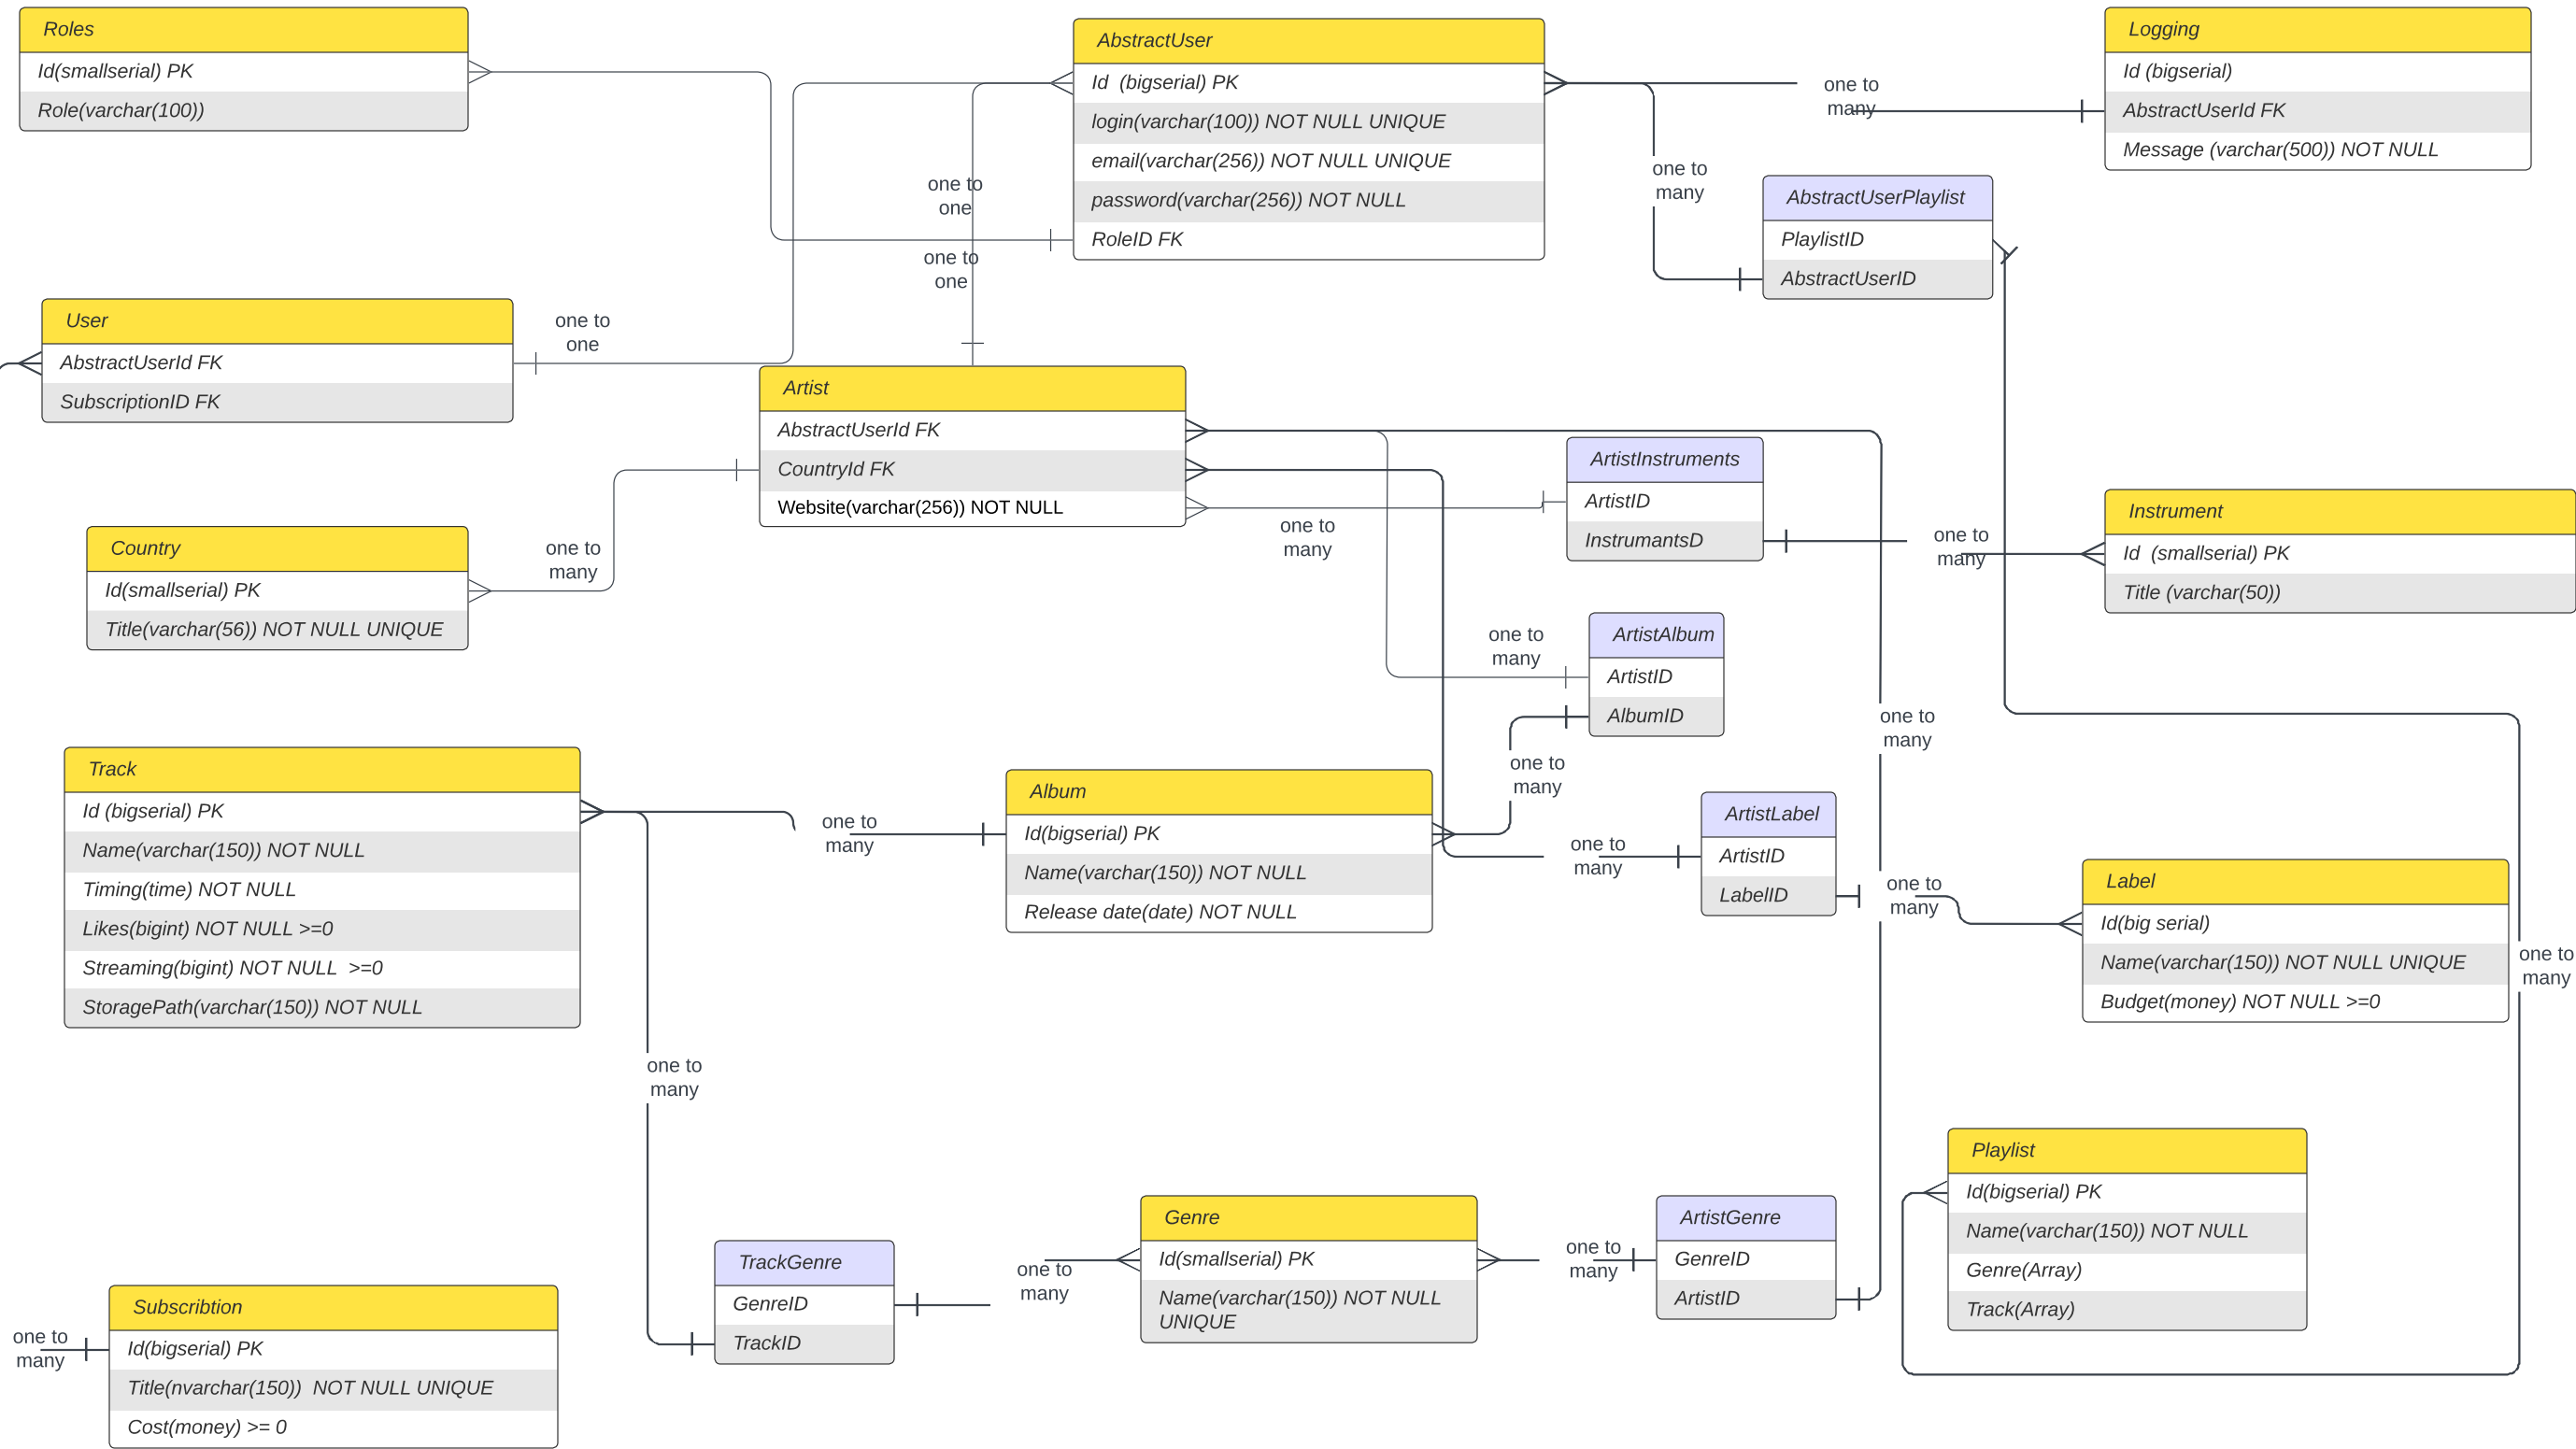 Roles
Id(smallserial) PK
Role(varchar(100))
AbstractUser
Id  (bigserial) PK
login(varchar(100)) NOT NULL UNIQUE
email(varchar(256)) NOT NULL UNIQUE
password(varchar(256)) NOT NULL
RoleID FK
Logging
Id (bigserial)
AbstractUserId FK
Message (varchar(500)) NOT NULL
one to
many
one to
many
AbstractUserPlaylist
PlaylistID
AbstractUserID
one to
one
one to
one
User
AbstractUserId FK
SubscriptionID FK
one to
one
Artist
AbstractUserId FK
CountryId FK
Website(varchar(256)) NOT NULL
ArtistInstruments
ArtistID
InstrumantsD
one to
many
one to
many
Instrument
Id  (smallserial) PK
Title (varchar(50))
Country
Id(smallserial) PK
Title(varchar(56)) NOT NULL UNIQUE
one to
many
one to
many
ArtistAlbum
ArtistID
AlbumID
one to
many
one to
many
Track
Id (bigserial) PK
Name(varchar(150)) NOT NULL
Timing(time) NOT NULL
Likes(bigint) NOT NULL >=0
Streaming(bigint) NOT NULL  >=0
StoragePath(varchar(150)) NOT NULL
one to
many
Album
Id(bigserial) PK
Name(varchar(150)) NOT NULL
Release date(date) NOT NULL
one to
many
ArtistLabel
ArtistID
LabelID
one to
many
Label
Id(big serial)
Name(varchar(150)) NOT NULL UNIQUE
Budget(money) NOT NULL >=0
one to
many
one to
many
Playlist
Id(bigserial) PK
Name(varchar(150)) NOT NULL
Genre(Array)
Track(Array)
TrackGenre
GenreID
TrackID
one to
many
Genre
Id(smallserial) PK
Name(varchar(150)) NOT NULL
UNIQUE
one to
many
ArtistGenre
GenreID
ArtistID
one to
many
Subscribtion
Id(bigserial) PK
Title(nvarchar(150))  NOT NULL UNIQUE
Cost(money) >= 0